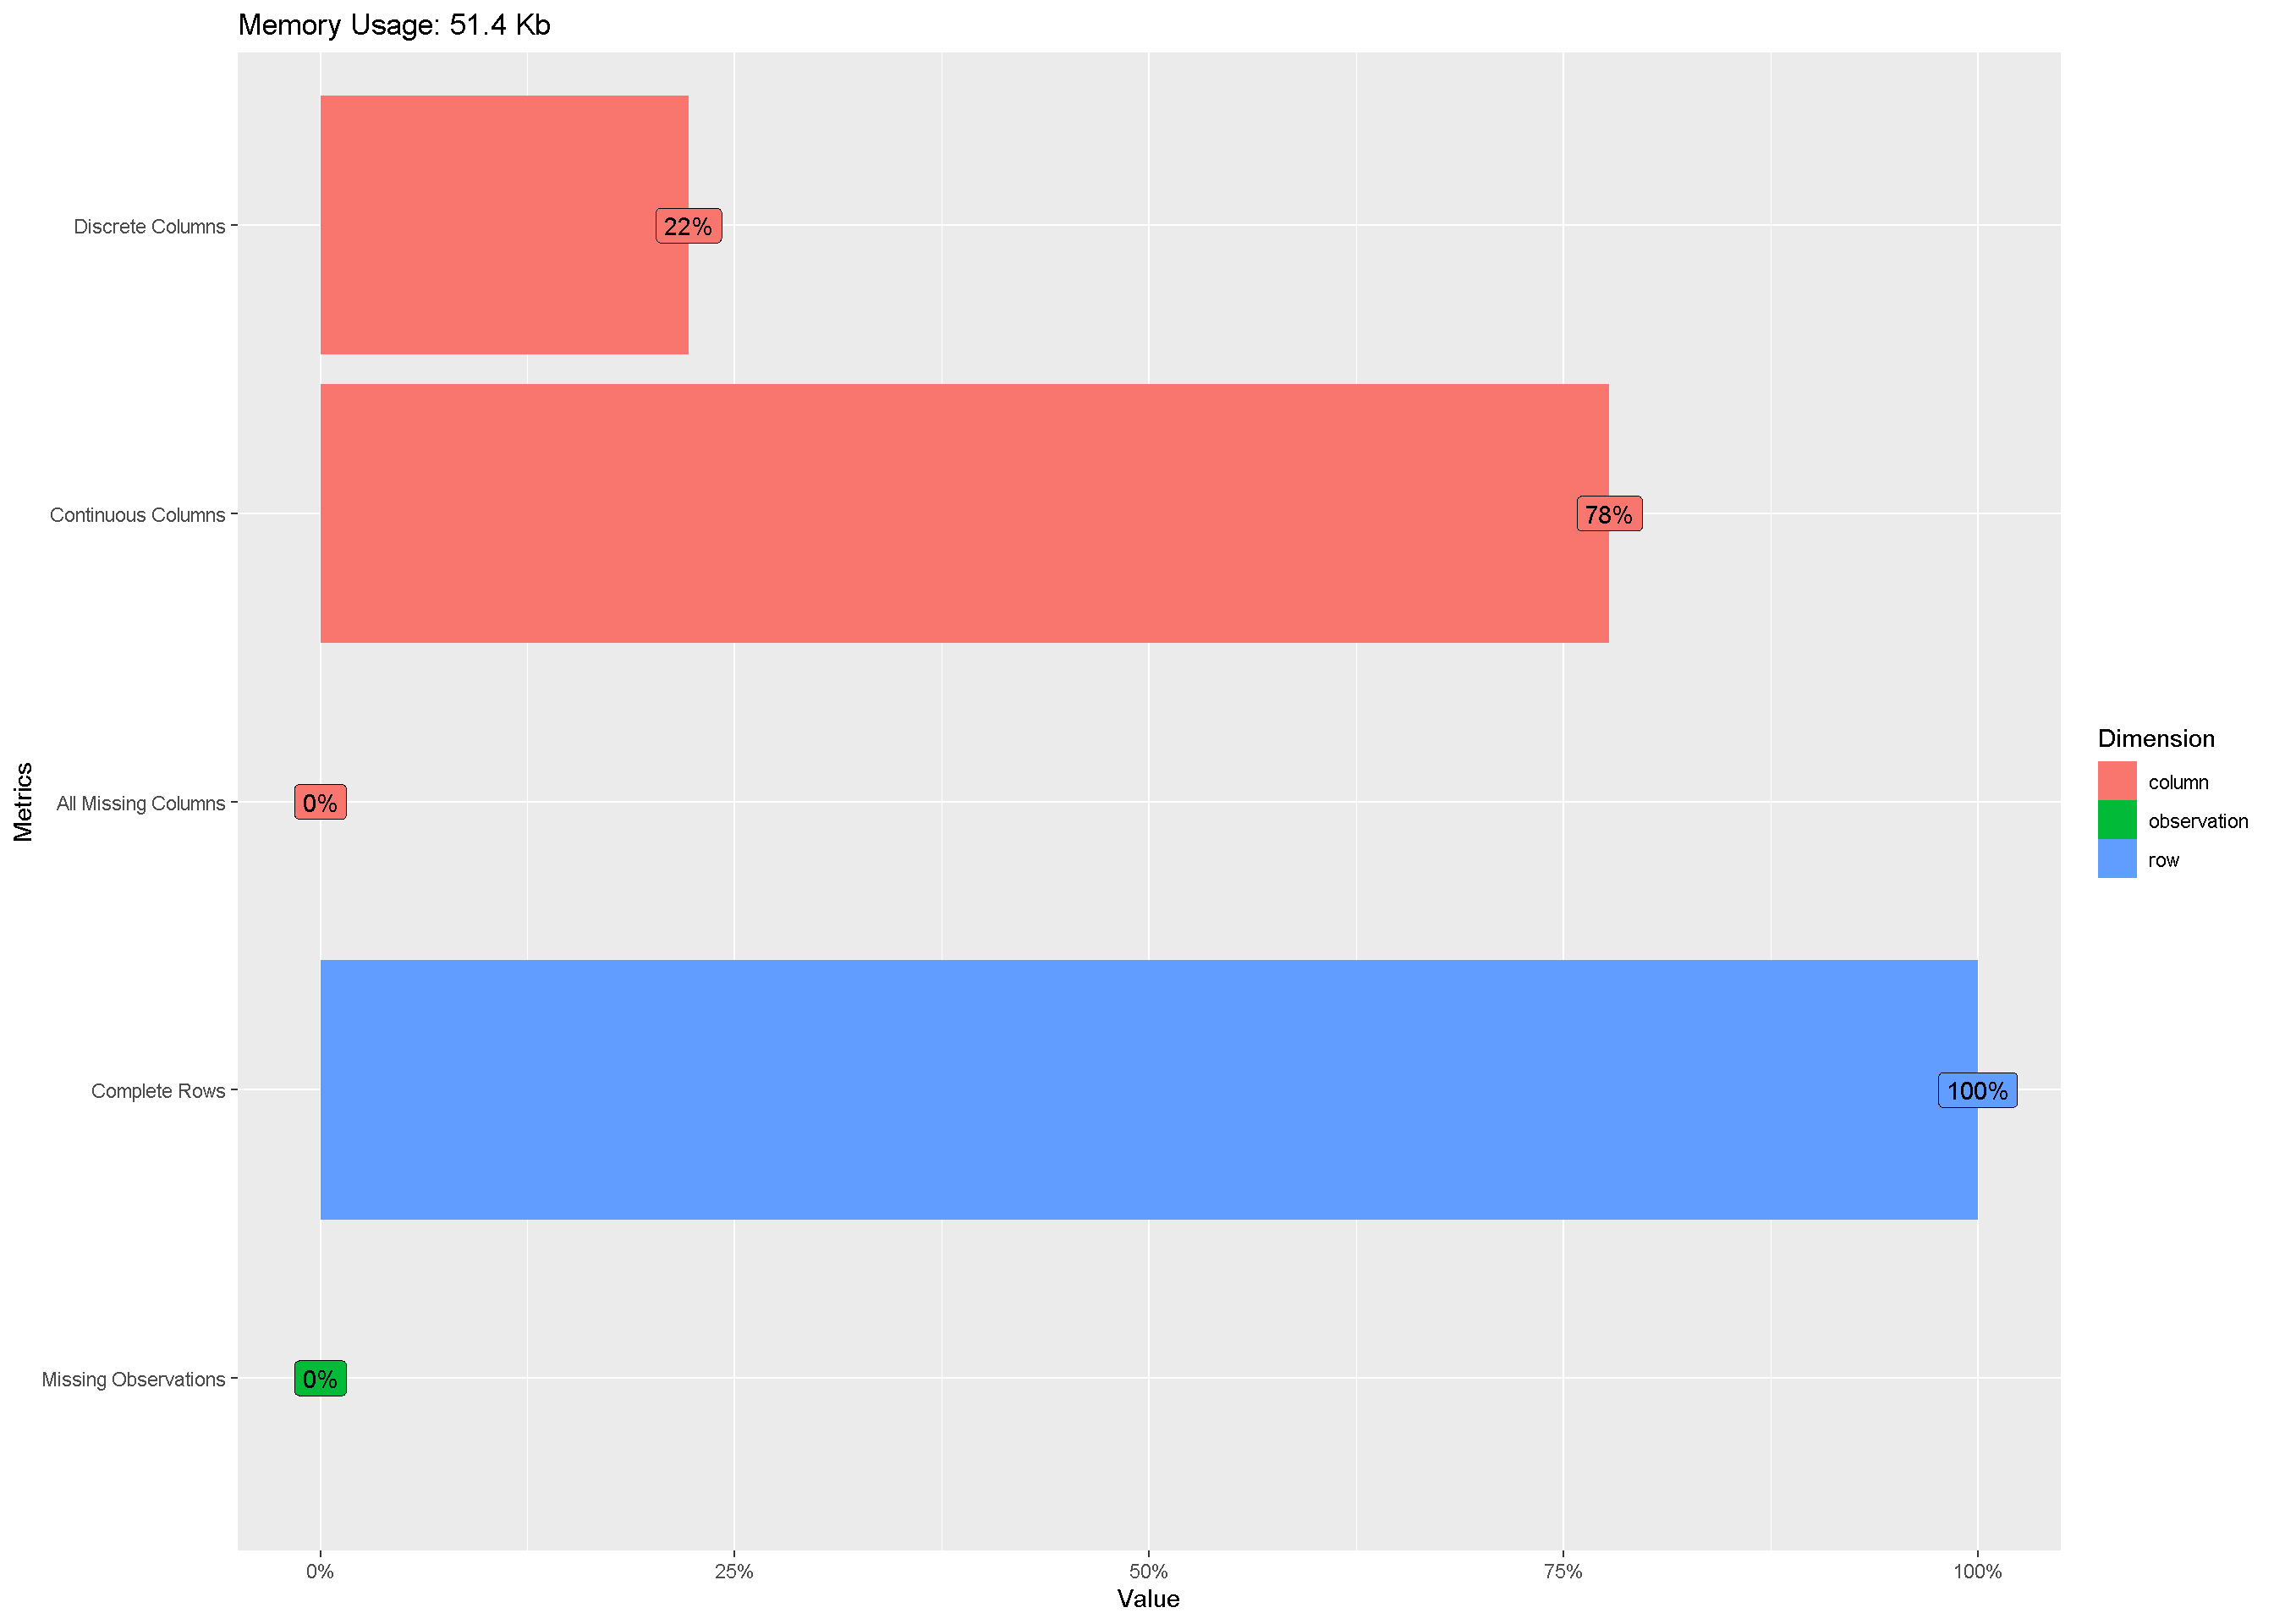 Memory Usage: 51.4 Kb
Metrics
Discrete Columns
22%
Continuous Columns
78%
All Missing Columns
0%
Complete Rows
100%
Missing Observations
0%
0% 25% 50% 75% 100%
Value
Dimension
column
observation
row